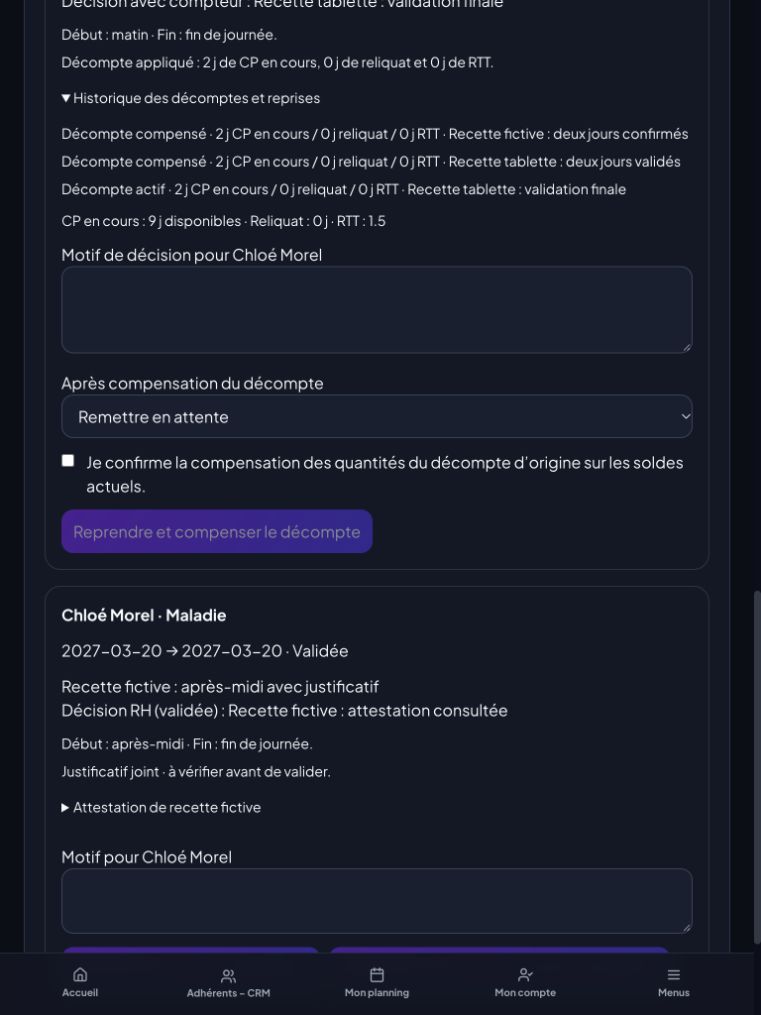 Décision avec compteur : Recette tablette : validation finale
Début : matin · Fin : fin de journée.
Décompte appliqué : 2 j de CP en cours, 0 j de reliquat et 0 j de RTT.
▼ Historique des décomptes et reprises
Décompte compensé · 2 j CP en cours / 0 j reliquat / 0 j RTT · Recette fictive : deux jours confirmés
Décompte compensé · 2 j CP en cours / 0 j reliquat / 0 j RTT · Recette tablette : deux jours validés
Décompte actif · 2 j CP en cours / 0 j reliquat / 0 j RTT · Recette tablette : validation finale
CP en cours : 9 j disponibles · Reliquat : 0 j · RTT : 1.5
Motif de décision pour Chloé Morel
Après compensation du décompte
Remettre en attente
Je confirme la compensation des quantités du décompte d'origine sur les soldes
actuels.
Reprendre et compenser le décompte
Chloé Morel · Maladie
2027-03-20 → 2027-03-20 · Validée
Recette fictive : après-midi avec justificatif
Décision RH (validée) : Recette fictive : attestation consultée
Début : après-midi · Fin : fin de journée.
Justificatif joint · à vérifier avant de valider.
▶ Attestation de recette fictive
Motif pour Chloé Morel
Accueil
Adhérents – CRM
Mon planning
Mon compte
Menus